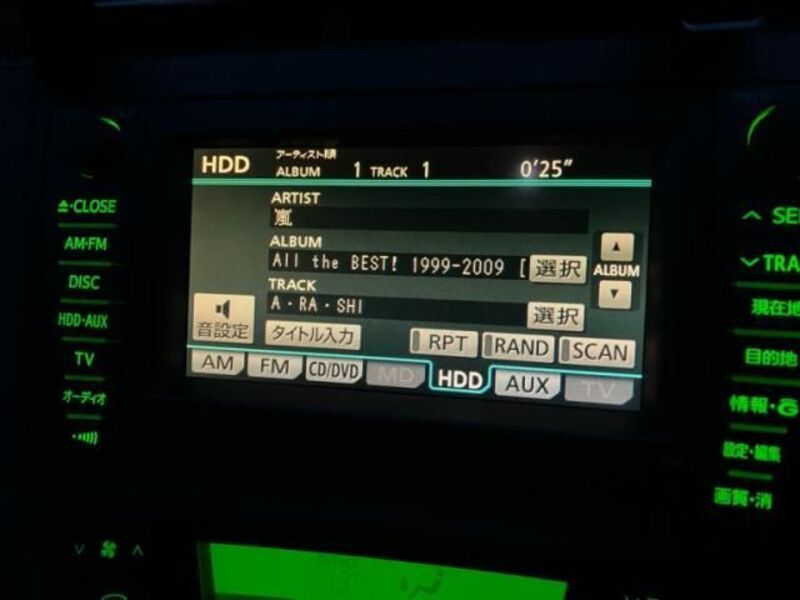 HDD アーティスト順
ALBUM 1 TRACK 1 0'25"
ARTIST
嵐
ALBUM
All the BEST! 1999-2009 [ 選択
ALBUM
TRACK
A・RA・SHI
選択
音設定 タイトル入力 RPT RAND SCAN
AM FM CD/DVD MD HDD AUX TV
≜・CLOSE
AM・FM
DISC
HDD・AUX
TV
オーディオ
∧ SE
∨ TRA
現在地
目的地
情報・G
設定・編集
画質・消